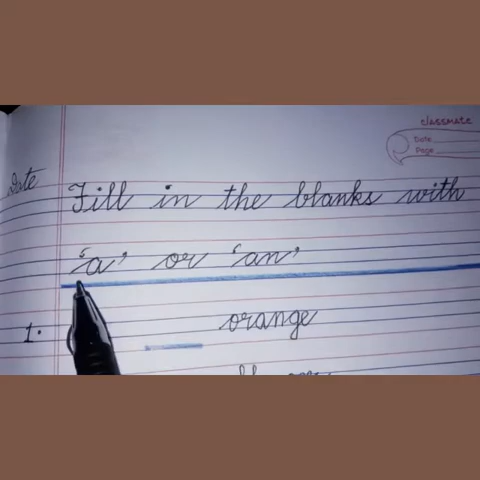 classmate
Date
Page
Date
Fill in the blanks with
'a' or 'an'
1. orange